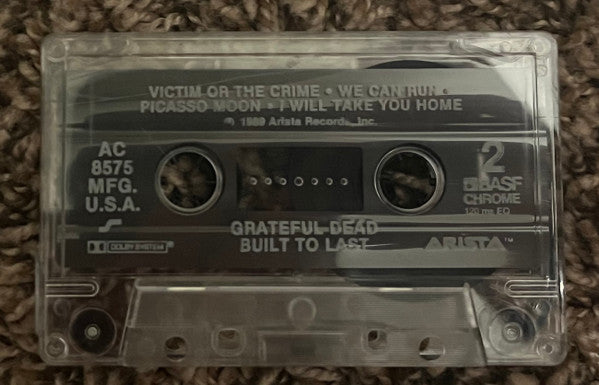 VICTIM OR THE CRIME • WE CAN RUN •
PICASSO MOON • I WILL TAKE YOU HOME
℗ 1989 Arista Records, Inc.
AC
8575
MFG.
U.S.A.
2
BASF
CHROME
120 ms EQ
GRATEFUL DEAD
BUILT TO LAST
DOLBY SYSTEM®
ARISTA™